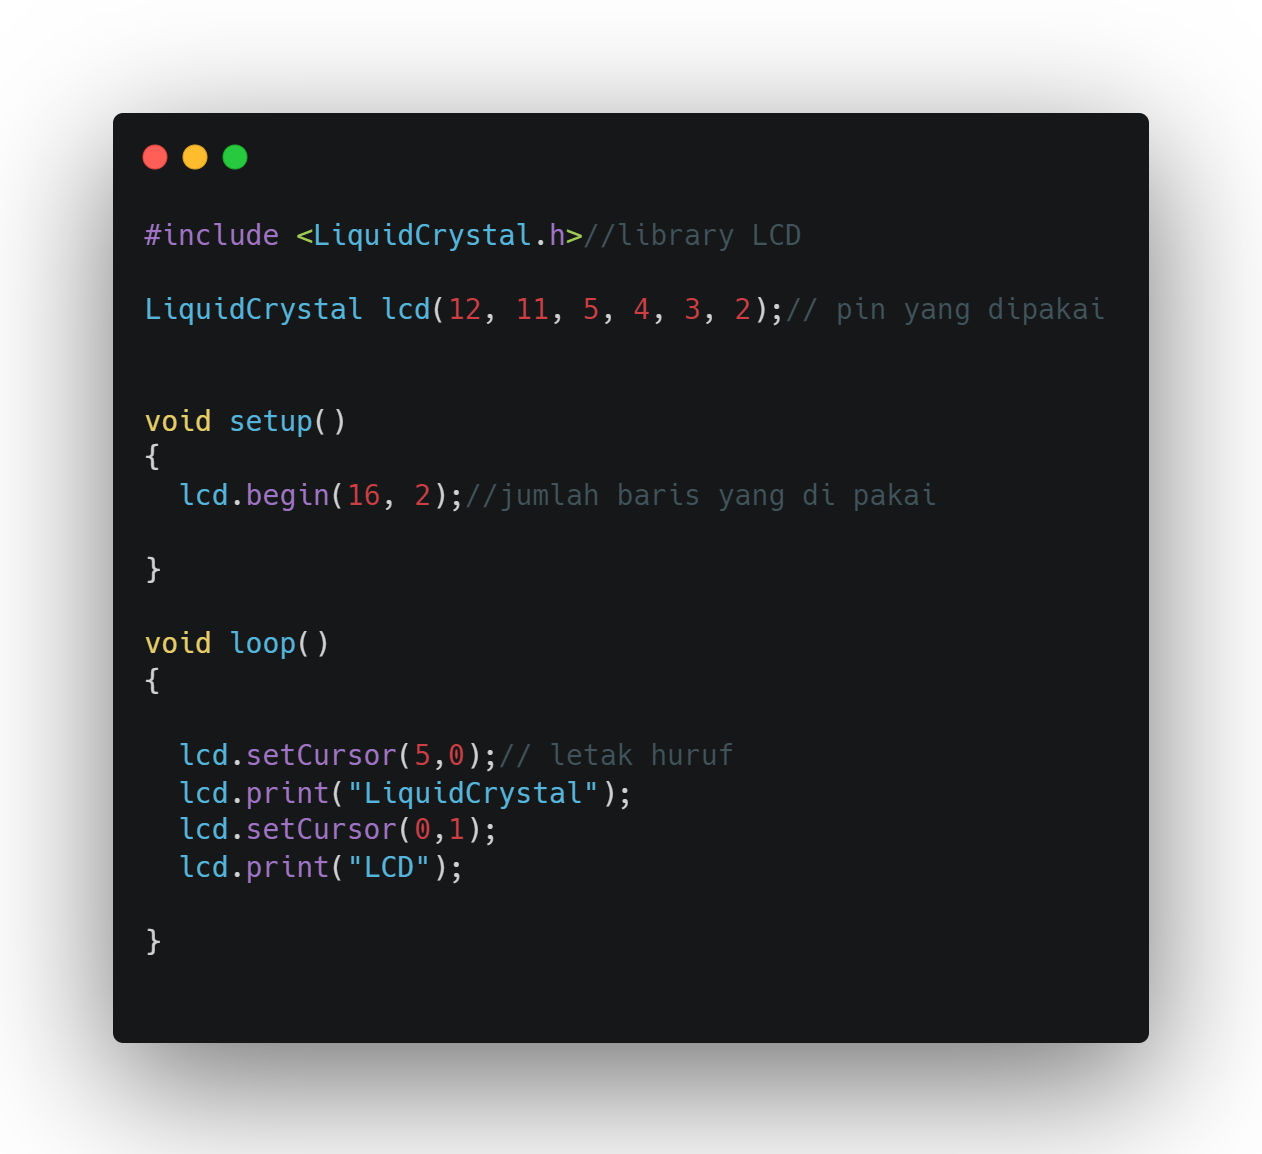 #include <LiquidCrystal.h>//library LCD
LiquidCrystal lcd(12, 11, 5, 4, 3, 2);// pin yang dipakai
void setup()
{
  lcd.begin(16, 2);//jumlah baris yang di pakai
}
void loop()
{
  lcd.setCursor(5,0);// letak huruf
  lcd.print("LiquidCrystal");
  lcd.setCursor(0,1);
  lcd.print("LCD");
}